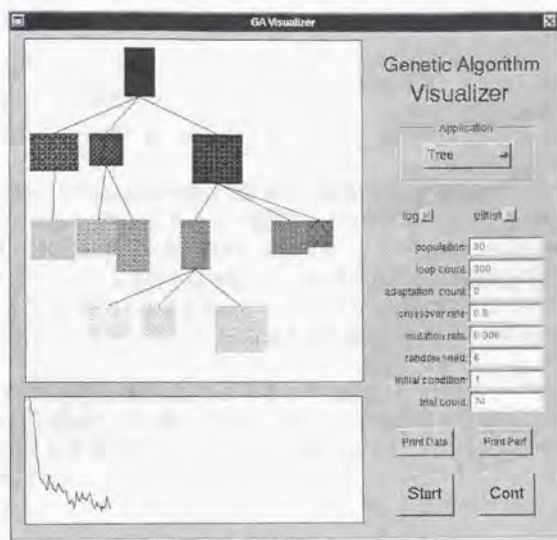 GA Visualizer
Genetic Algorithm
Visualizer
Application
Tree
log
elitist
population: 30
loop count: 300
adaptation count: 0
crossover rate: 0.6
mutation rate: 0.006
random seed: 6
initial condition: 1
trial count: 74
Print Data
Print Perf
Start
Cont